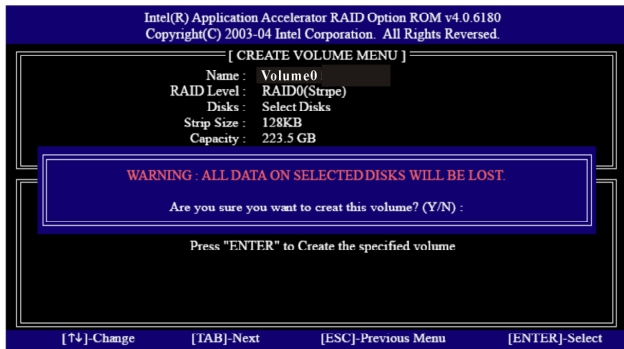 Intel(R) Application Accelerator RAID Option ROM v4.0.6180
Copyright(C) 2003-04 Intel Corporation. All Rights Reversed.
[ CREATE VOLUME MENU ]
Name : Volume0
RAID Level : RAID0(Stripe)
Disks : Select Disks
Strip Size : 128KB
Capacity : 223.5 GB
WARNING : ALL DATA ON SELECTED DISKS WILL BE LOST.
Are you sure you want to creat this volume? (Y/N) :
Press "ENTER" to Create the specified volume
[↑↓]-Change [TAB]-Next [ESC]-Previous Menu [ENTER]-Select